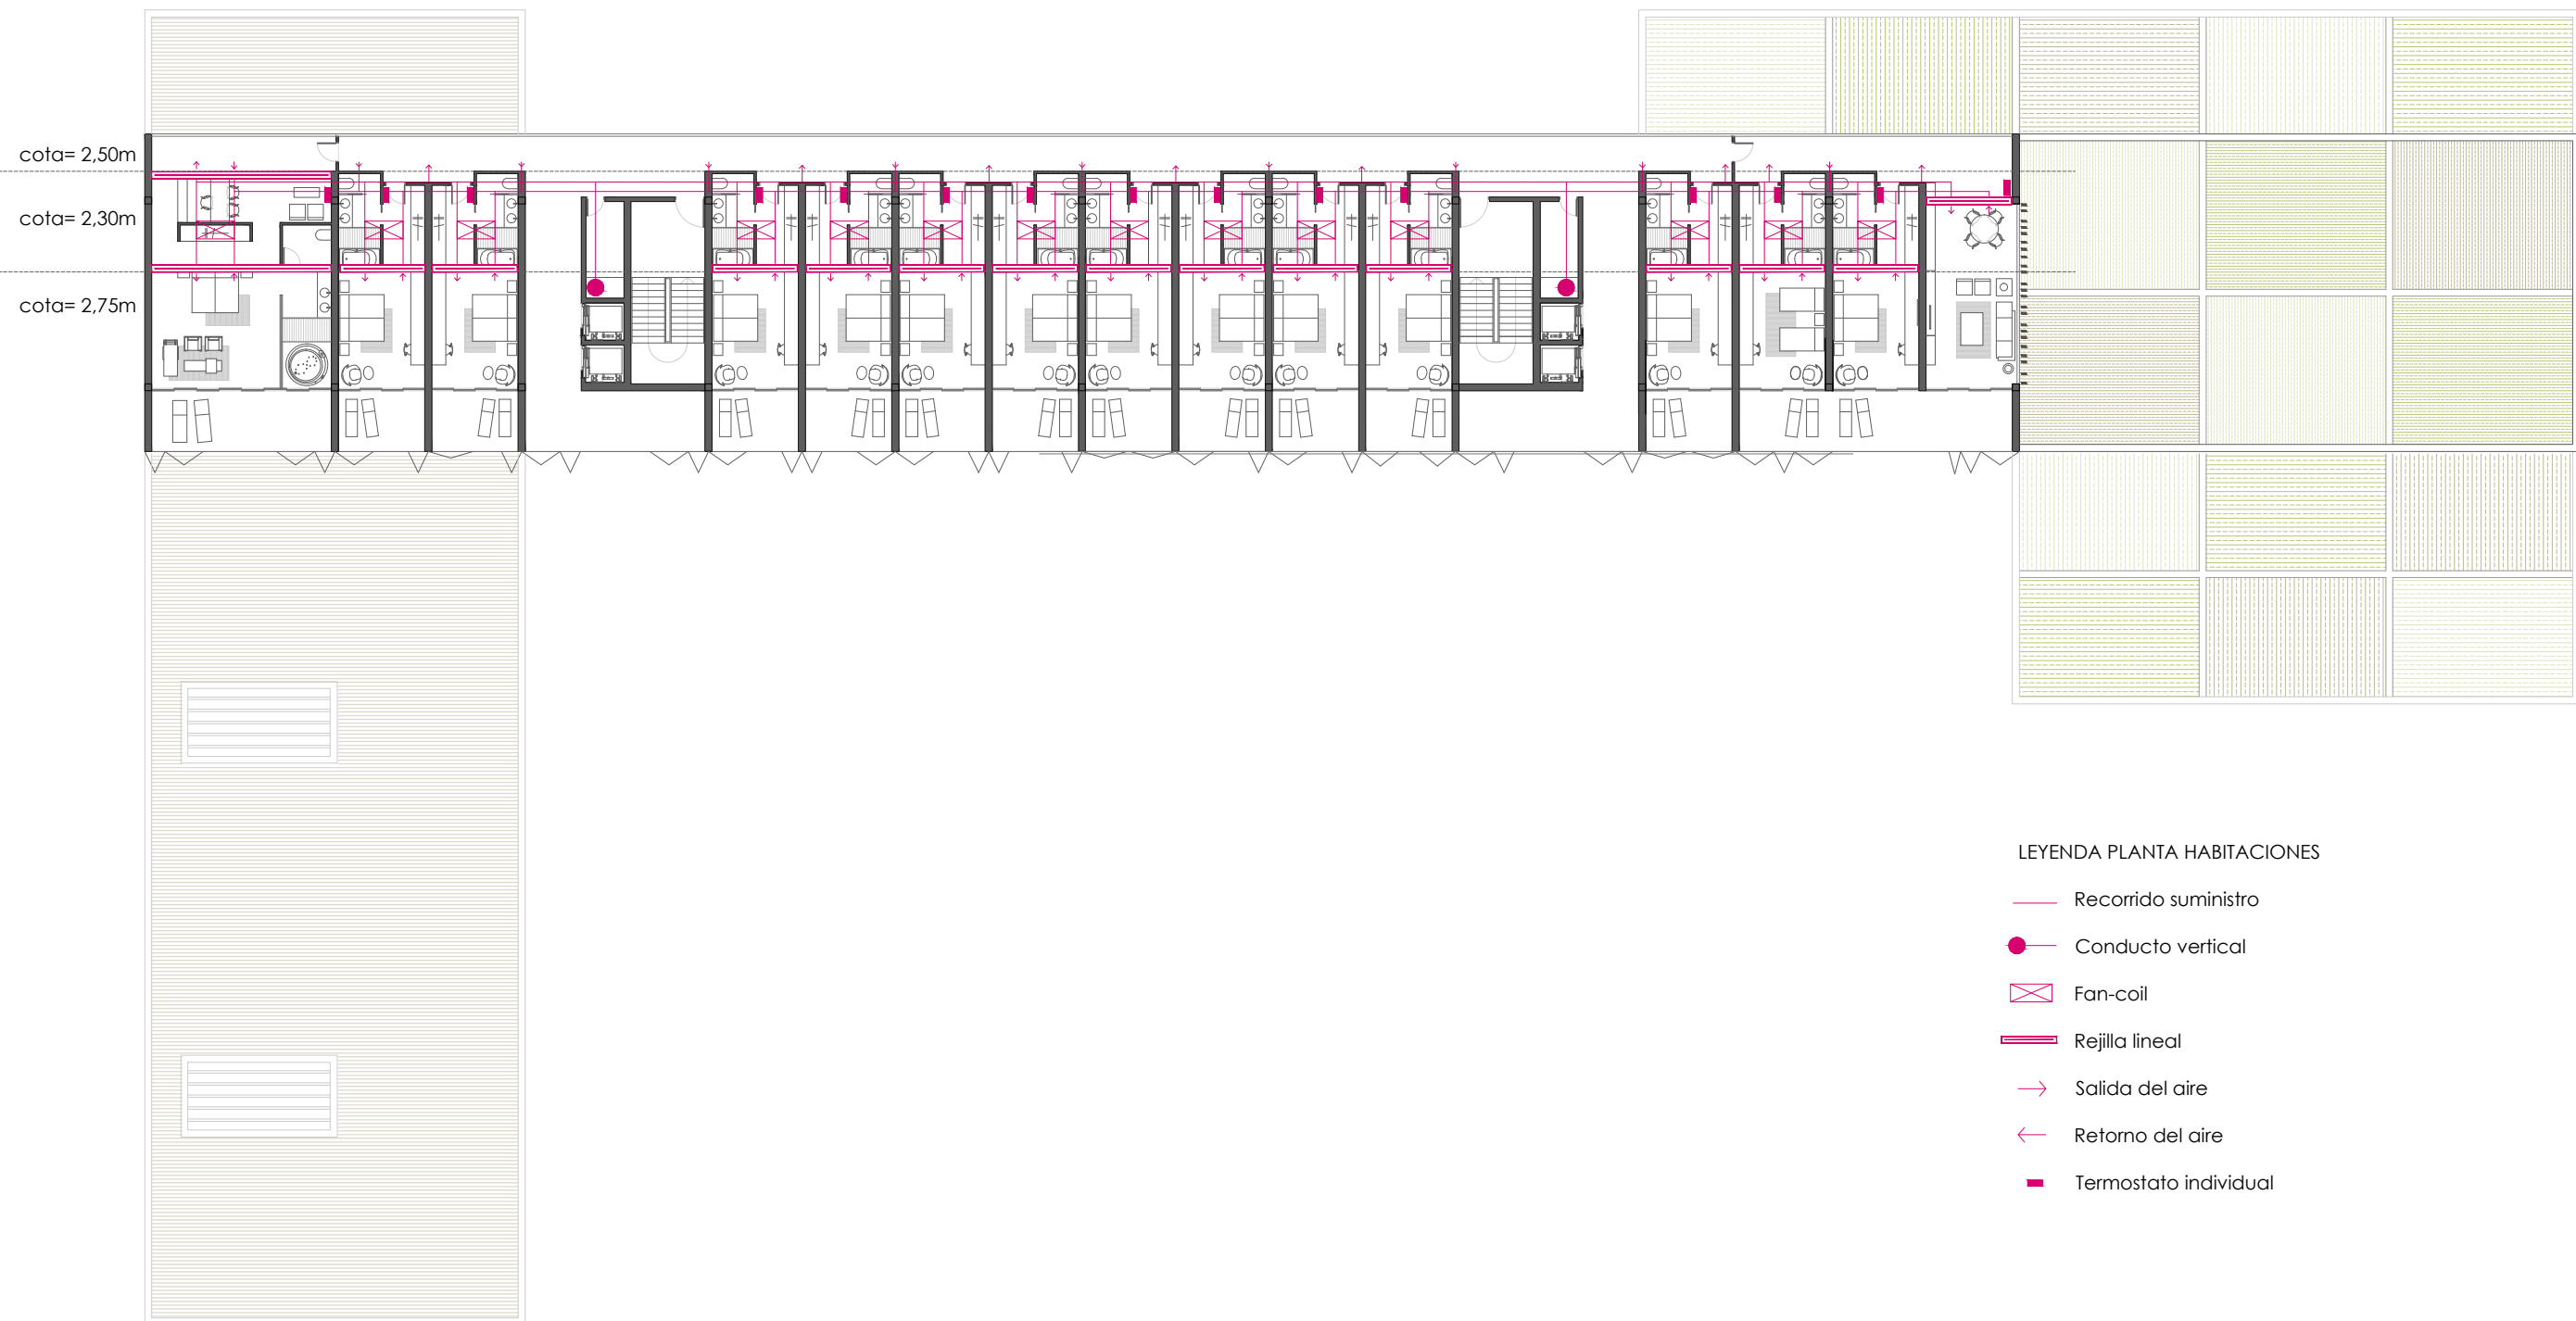 cota= 2,50m
cota= 2,30m
cota= 2,75m
LEYENDA PLANTA HABITACIONES
Recorrido suministro
Conducto vertical
Fan-coil
Rejilla lineal
Salida del aire
Retorno del aire
Termostato individual